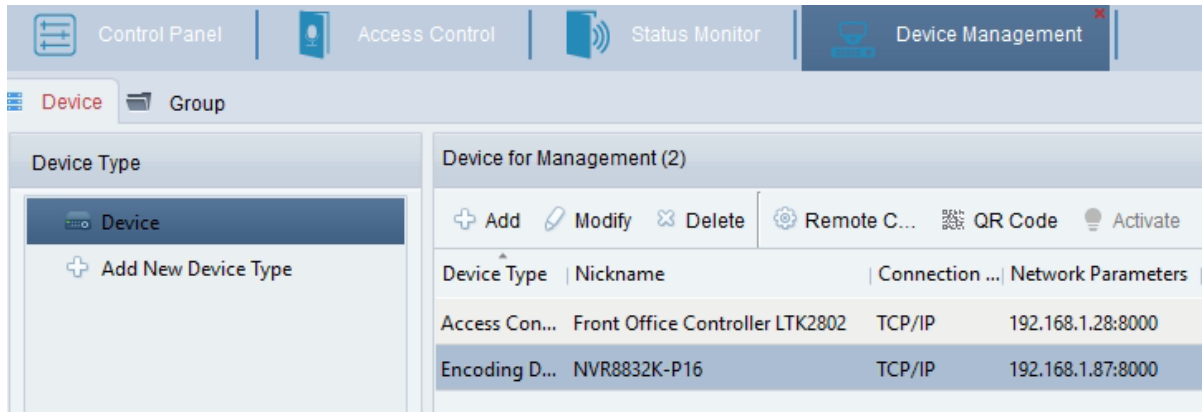 Control Panel Access Control Status Monitor Device Management
Device Group
Device Type
Device
Add New Device Type
Device for Management (2)
Add Modify Delete Remote C... QR Code Activate
Device Type Nickname Connection ... Network Parameters
Access Con... Front Office Controller LTK2802 TCP/IP 192.168.1.28:8000
Encoding D... NVR8832K-P16 TCP/IP 192.168.1.87:8000